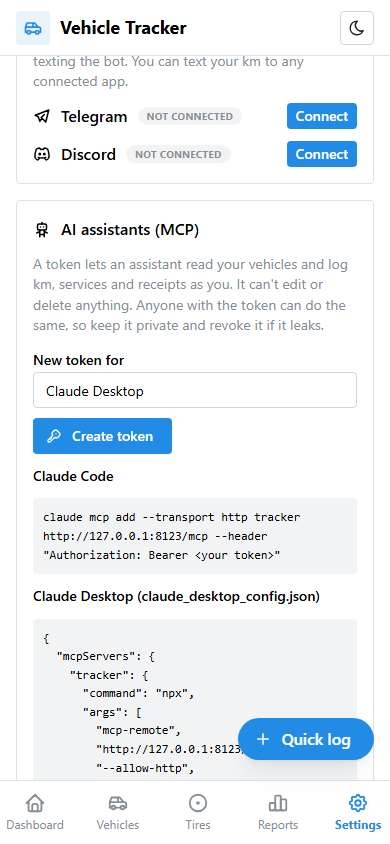 Vehicle Tracker
texting the bot. You can text your km to any
connected app.
Telegram NOT CONNECTED Connect
Discord NOT CONNECTED Connect
AI assistants (MCP)
A token lets an assistant read your vehicles and log
km, services and receipts as you. It can't edit or
delete anything. Anyone with the token can do the
same, so keep it private and revoke it if it leaks.
New token for
Claude Desktop
Create token
Claude Code
claude mcp add --transport http tracker
http://127.0.0.1:8123/mcp --header
"Authorization: Bearer <your token>"
Claude Desktop (claude_desktop_config.json)
{
"mcpServers": {
"tracker": {
"command": "npx",
"args": [
"mcp-remote",
"http://127.0.0.1:8123/
"--allow-http",
+ Quick log
Dashboard Vehicles Tires Reports Settings